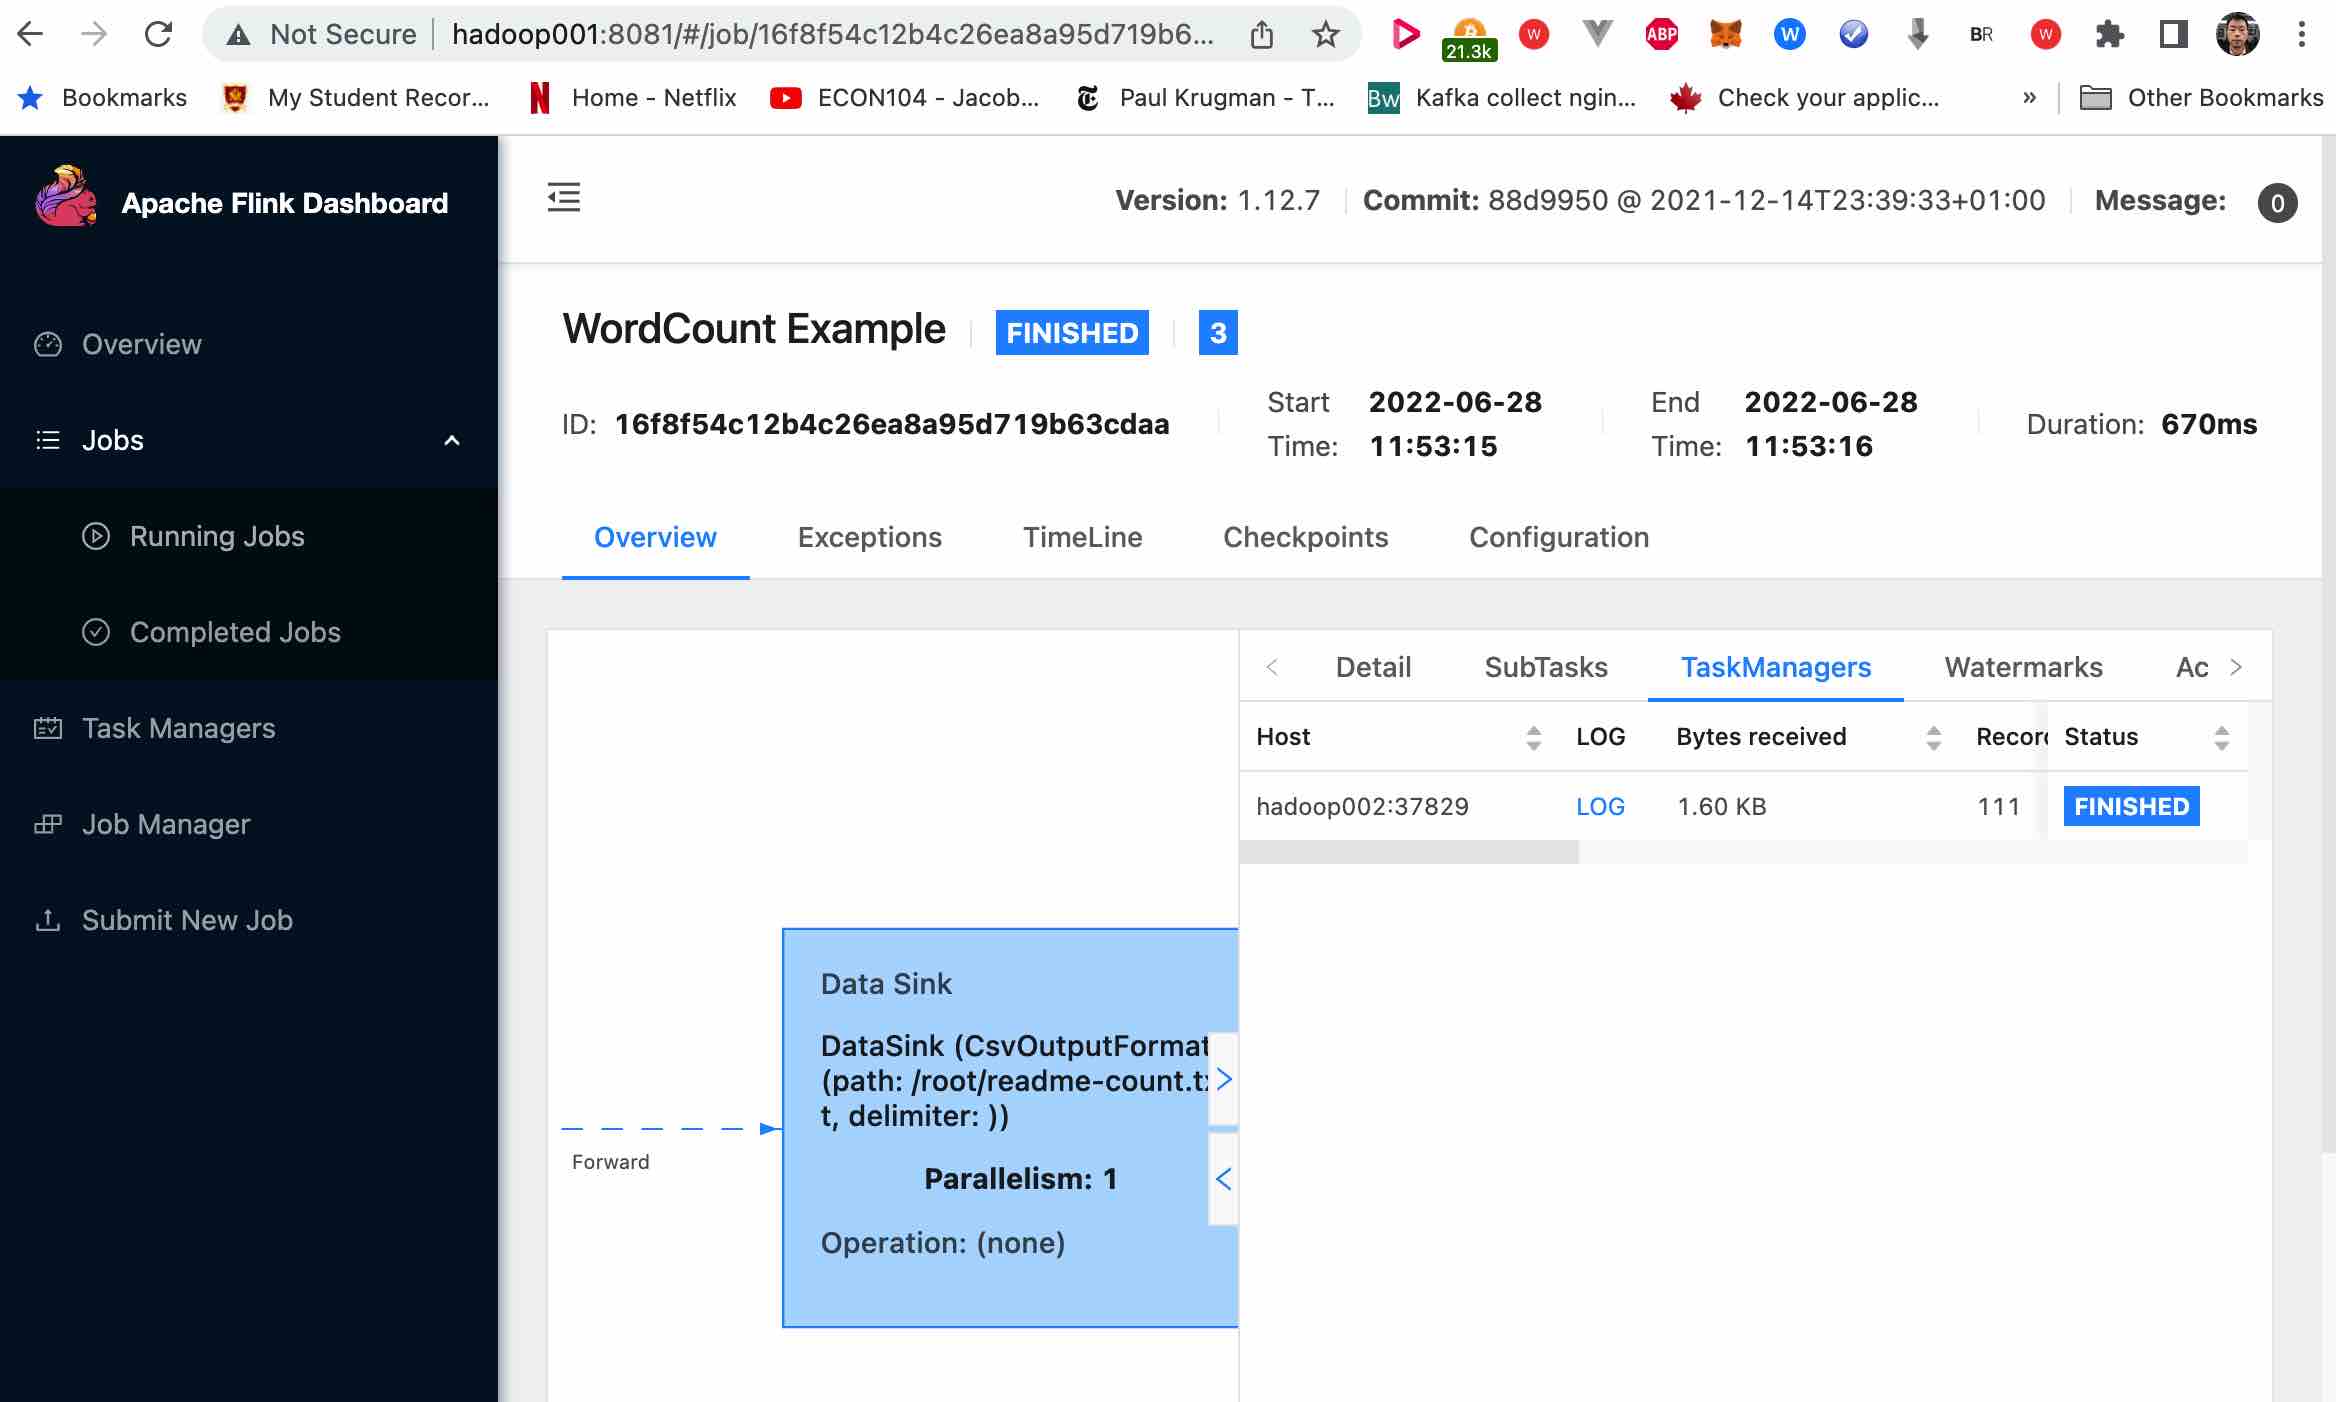 Not Secure hadoop001:8081/#/job/16f8f54c12b4c26ea8a95d719b6...
21.3k
W
ABP
W
BR
W
Bookmarks My Student Recor... Home - Netflix ECON104 - Jacob... Paul Krugman - T... Bw Kafka collect ngin... Check your applic... » Other Bookmarks
Apache Flink Dashboard
Version: 1.12.7 Commit: 88d9950 @ 2021-12-14T23:39:33+01:00 Message: 0
Overview
Jobs
Running Jobs
Completed Jobs
Task Managers
Job Manager
Submit New Job
WordCount Example FINISHED 3
ID: 16f8f54c12b4c26ea8a95d719b63cdaa
Start Time: 2022-06-28 11:53:15
End Time: 2022-06-28 11:53:16
Duration: 670ms
Overview Exceptions TimeLine Checkpoints Configuration
Detail SubTasks TaskManagers Watermarks Ac
Host LOG Bytes received Record Status
hadoop002:37829 LOG 1.60 KB 111 FINISHED
Forward
Data Sink
DataSink (CsvOutputFormat
(path: /root/readme-count.tx
t, delimiter: ))
Parallelism: 1
Operation: (none)